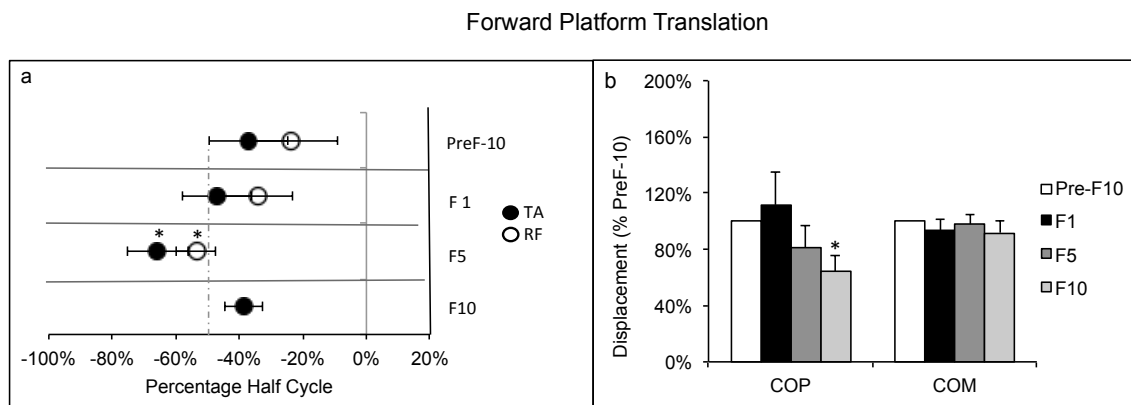 Forward Platform Translation
a
PreF-10
F 1
* *
F5
F10
-100% -80% -60% -40% -20% 0% 20%
Percentage Half Cycle
TA
RF
b
200%
160%
120%
80%
40%
0%
Displacement (% PreF-10)
*
COP COM
Pre-F10
F1
F5
F10